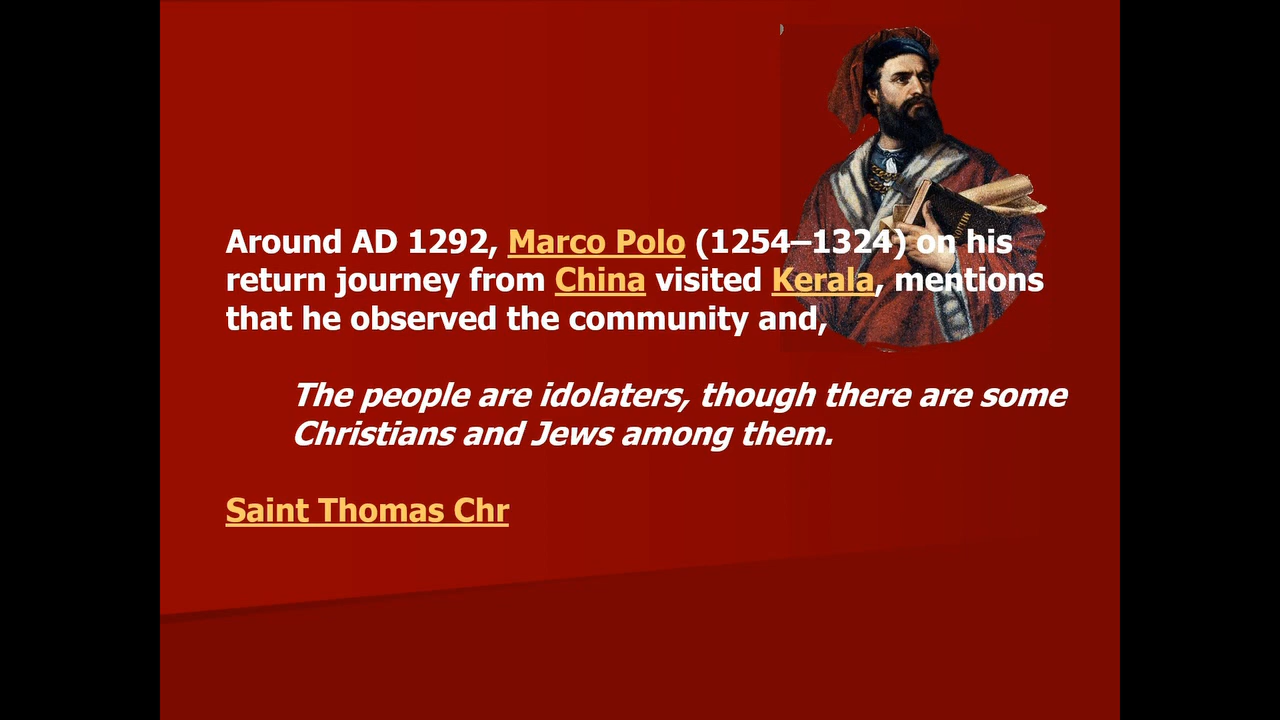 Around AD 1292, Marco Polo (1254–1324) on his
return journey from China visited Kerala, mentions
that he observed the community and,
The people are idolaters, though there are some
Christians and Jews among them.
Saint Thomas Chr